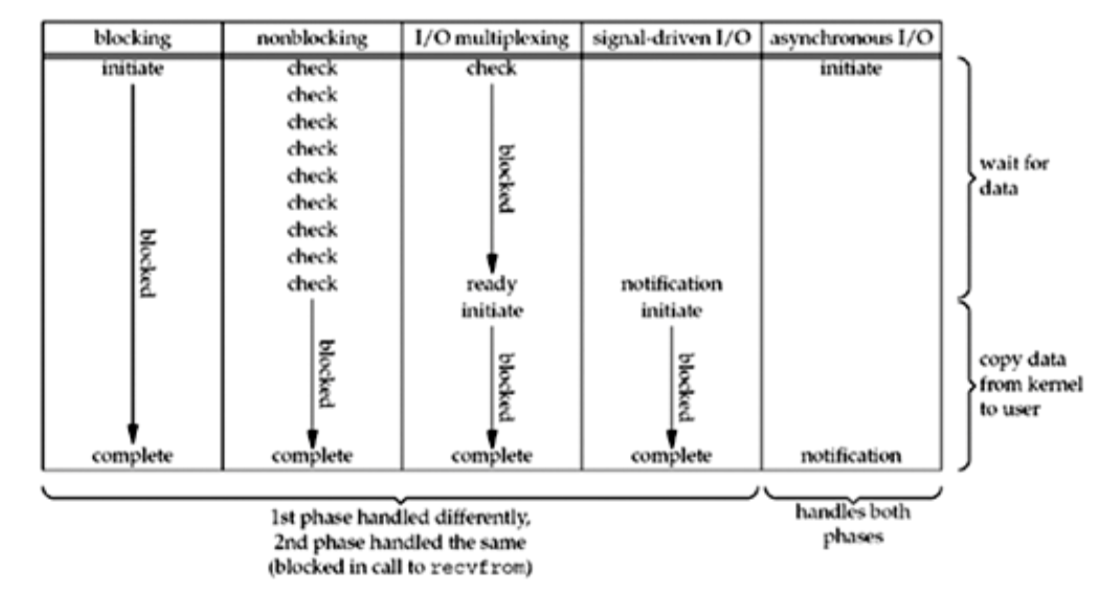 blocking nonblocking I/O multiplexing signal-driven I/O asynchronous I/O
initiate check check initiate
check
check
check
check
check
check
check
check ready notification
initiate initiate
blocked
blocked
blocked
blocked
blocked
complete complete complete complete notification
wait for
data
copy data
from kernel
to user
1st phase handled differently,
2nd phase handled the same
(blocked in call to recvfrom)
handles both
phases